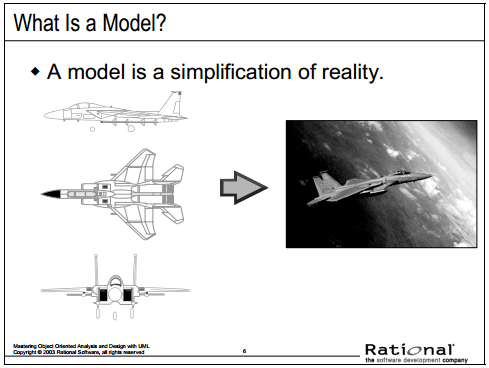 What Is a Model?
◆ A model is a simplification of reality.
Mastering Object Oriented Analysis and Design with UML
Copyright © 2003 Rational Software, all rights reserved
6
Rational®
the software development company